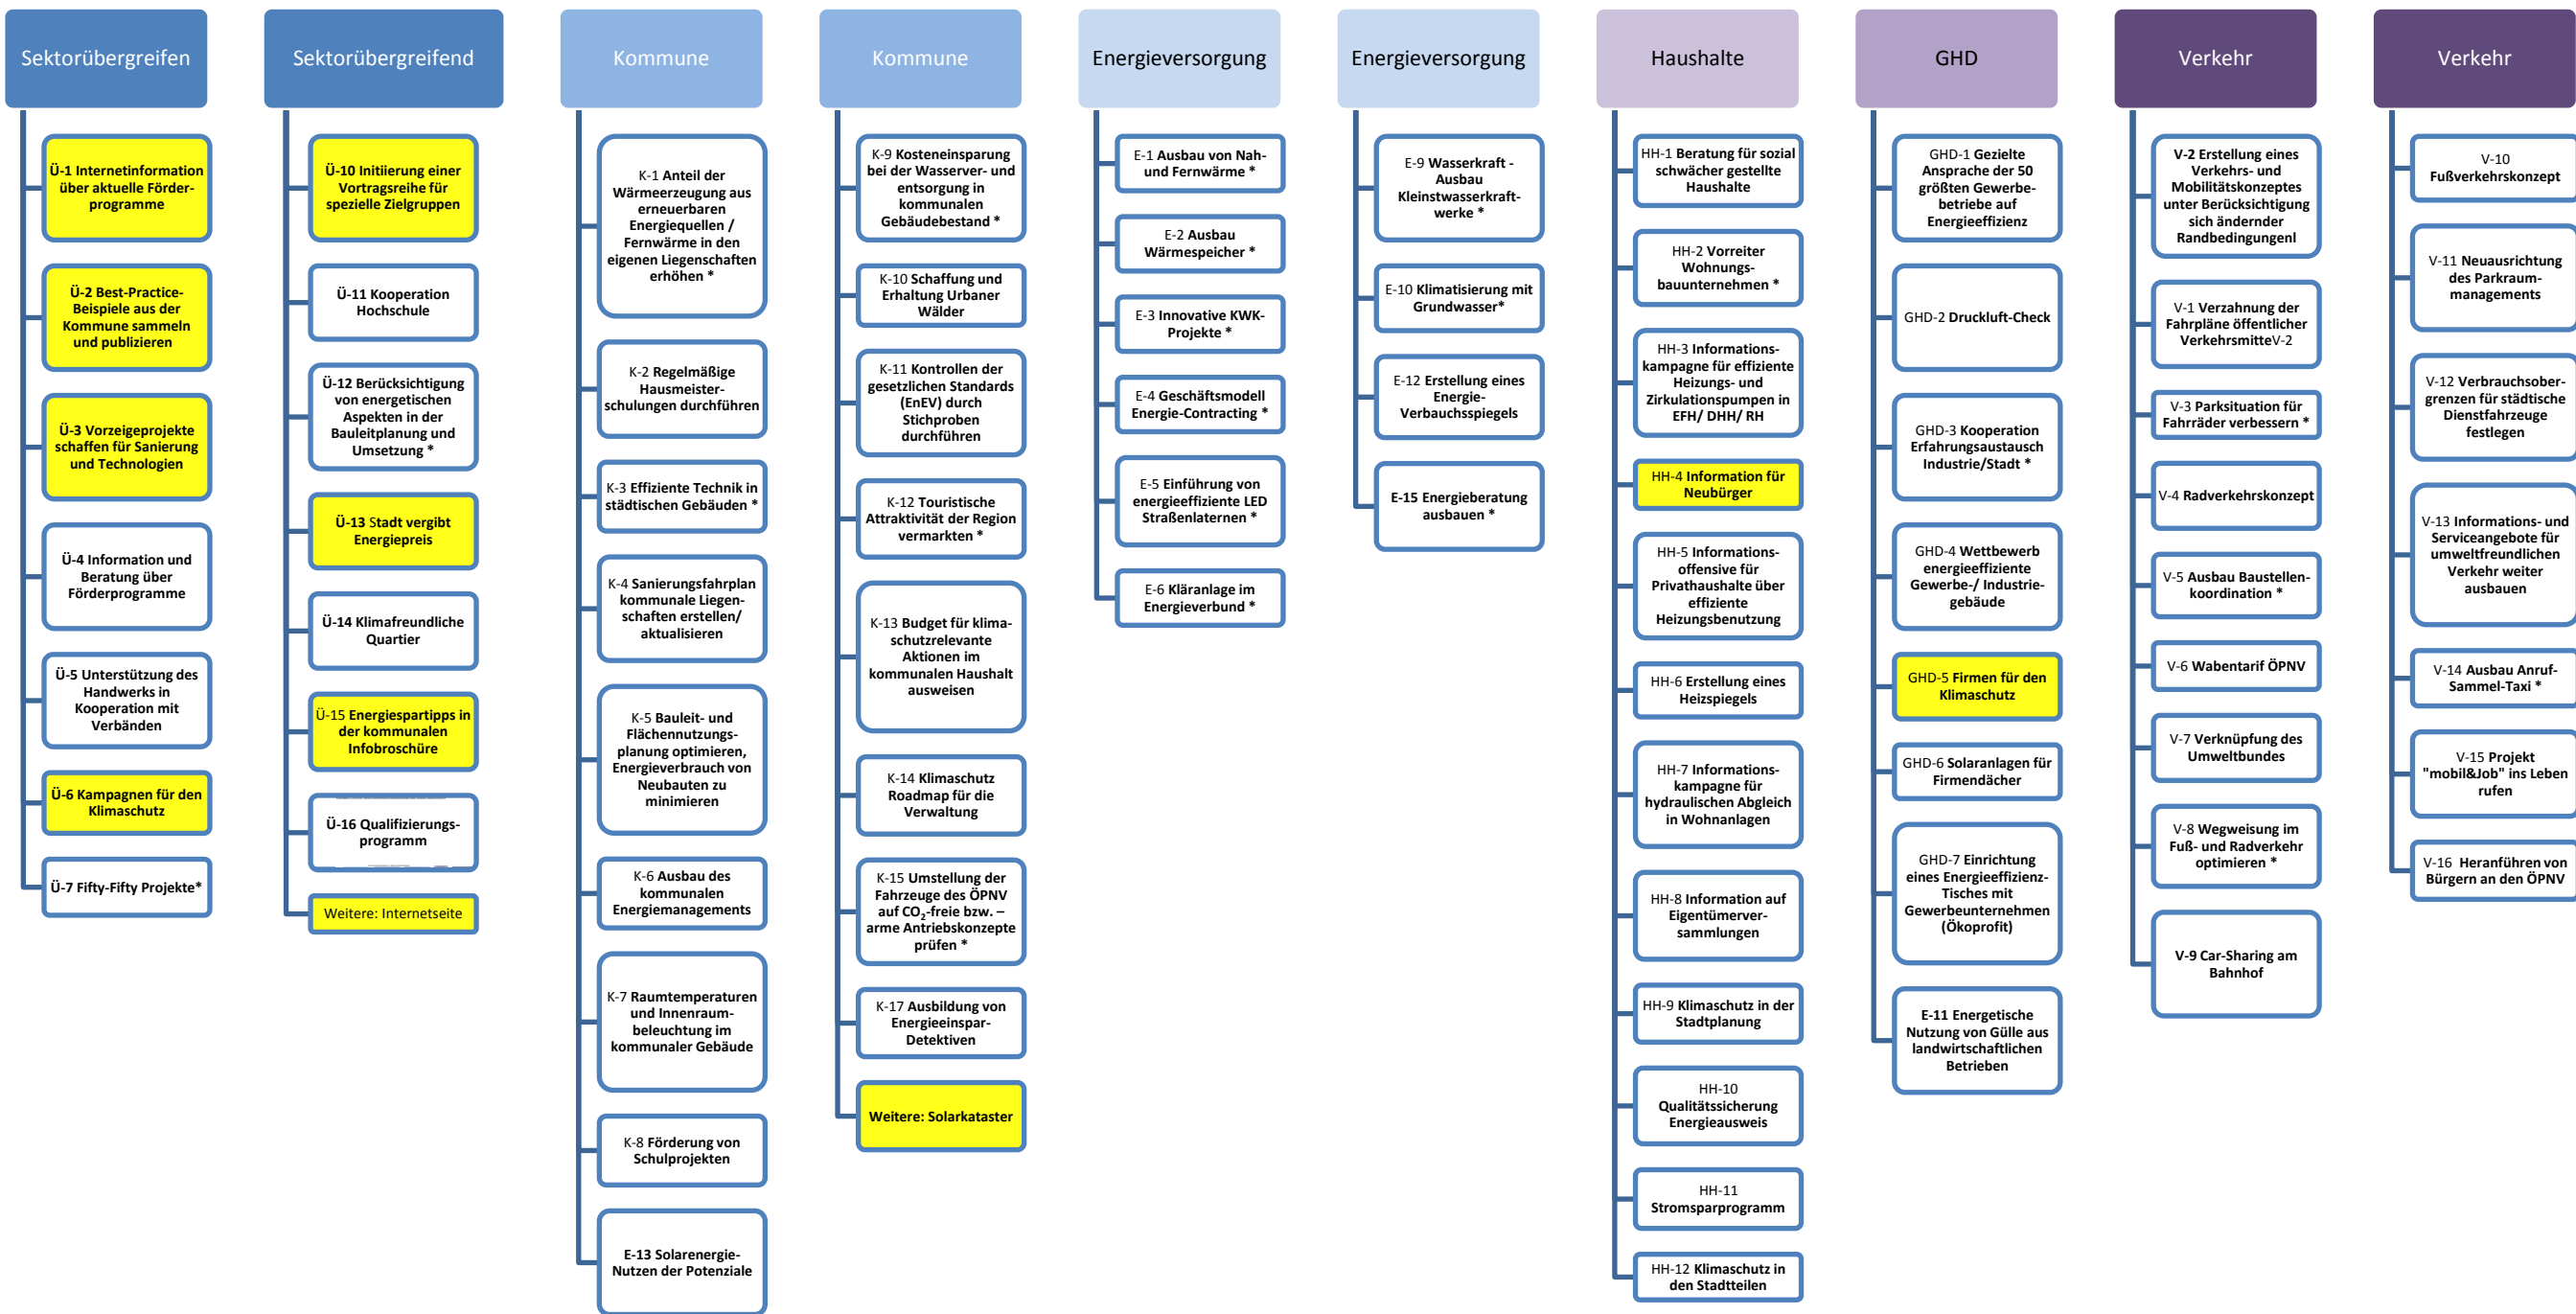 Sektorübergreifen
Ü-1 Internetinformation
über aktuelle Förder-
programme
Ü-2 Best-Practice-
Beispiele aus der
Kommune sammeln
und publizieren
Ü-3 Vorzeigeprojekte
schaffen für Sanierung
und Technologien
Ü-4 Information und
Beratung über
Förderprogramme
Ü-5 Unterstützung des
Handwerks in
Kooperation mit
Verbänden
Ü-6 Kampagnen für den
Klimaschutz
Ü-7 Fifty-Fifty Projekte*
Sektorübergreifend
Ü-10 Initiierung einer
Vortragsreihe für
spezielle Zielgruppen
Ü-11 Kooperation
Hochschule
Ü-12 Berücksichtigung
von energetischen
Aspekten in der
Bauleitplanung und
Umsetzung *
Ü-13 Stadt vergibt
Energiepreis
Ü-14 Klimafreundliche
Quartier
Ü-15 Energiespartipps in
der kommunalen
Infobroschüre
Ü-16 Qualifizierungs-
programm
Weitere: Internetseite
Kommune
K-1 Anteil der
Wärmeerzeugung aus
erneuerbaren
Energiequellen /
Fernwärme in den
eigenen Liegenschaften
erhöhen *
K-2 Regelmäßige
Hausmeister-
schulungen durchführen
K-3 Effiziente Technik in
städtischen Gebäuden *
K-4 Sanierungsfahrplan
kommunale Liegen-
schaften erstellen/
aktualisieren
K-5 Bauleit- und
Flächennutzungs-
planung optimieren,
Energieverbrauch von
Neubauten zu
minimieren
K-6 Ausbau des
kommunalen
Energiemanagements
K-7 Raumtemperaturen
und Innenraum-
beleuchtung im
kommunaler Gebäude
K-8 Förderung von
Schulprojekten
E-13 Solarenergie-
Nutzen der Potenziale
Kommune
K-9 Kosteneinsparung
bei der Wasserver- und
entsorgung in
kommunalen
Gebäudebestand *
K-10 Schaffung und
Erhaltung Urbaner
Wälder
K-11 Kontrollen der
gesetzlichen Standards
(EnEV) durch
Stichproben
durchführen
K-12 Touristische
Attraktivität der Region
vermarkten *
K-13 Budget für klima-
schutzrelevante
Aktionen im
kommunalen Haushalt
ausweisen
K-14 Klimaschutz
Roadmap für die
Verwaltung
K-15 Umstellung der
Fahrzeuge des ÖPNV
auf CO₂-freie bzw. –
arme Antriebskonzepte
prüfen *
K-17 Ausbildung von
Energieeinspar-
Detektiven
Weitere: Solarkataster
Energieversorgung
E-1 Ausbau von Nah-
und Fernwärme *
E-2 Ausbau
Wärmespeicher *
E-3 Innovative KWK-
Projekte *
E-4 Geschäftsmodell
Energie-Contracting *
E-5 Einführung von
energieeffiziente LED
Straßenlaternen *
E-6 Kläranlage im
Energieverbund *
Energieversorgung
E-9 Wasserkraft -
Ausbau
Kleinstwasserkraft-
werke *
E-10 Klimatisierung mit
Grundwasser*
E-12 Erstellung eines
Energie-
Verbauchsspiegels
E-15 Energieberatung
ausbauen *
Haushalte
HH-1 Beratung für sozial
schwächer gestellte
Haushalte
HH-2 Vorreiter
Wohnungs-
bauunternehmen *
HH-3 Informations-
kampagne für effiziente
Heizungs- und
Zirkulationspumpen in
EFH/ DHH/ RH
HH-4 Information für
Neubürger
HH-5 Informations-
offensive für
Privathaushalte über
effiziente
Heizungsbenutzung
HH-6 Erstellung eines
Heizspiegels
HH-7 Informations-
kampagne für
hydraulischen Abgleich
in Wohnanlagen
HH-8 Information auf
Eigentümerver-
sammlungen
HH-9 Klimaschutz in der
Stadtplanung
HH-10
Qualitätssicherung
Energieausweis
HH-11
Stromsparprogramm
HH-12 Klimaschutz in
den Stadtteilen
GHD
GHD-1 Gezielte
Ansprache der 50
größten Gewerbe-
betriebe auf
Energieeffizienz
GHD-2 Druckluft-Check
GHD-3 Kooperation
Erfahrungsaustausch
Industrie/Stadt *
GHD-4 Wettbewerb
energieeffiziente
Gewerbe-/ Industrie-
gebäude
GHD-5 Firmen für den
Klimaschutz
GHD-6 Solaranlagen für
Firmendächer
GHD-7 Einrichtung
eines Energieeffizienz-
Tisches mit
Gewerbeunternehmen
(Ökoprofit)
E-11 Energetische
Nutzung von Gülle aus
landwirtschaftlichen
Betrieben
Verkehr
V-2 Erstellung eines
Verkehrs- und
Mobilitätskonzeptes
unter Berücksichtigung
sich ändernder
Randbedingungenl
V-1 Verzahnung der
Fahrpläne öffentlicher
VerkehrsmitteV-2
V-3 Parksituation für
Fahrräder verbessern *
V-4 Radverkehrskonzept
V-5 Ausbau Baustellen-
koordination *
V-6 Wabentarif ÖPNV
V-7 Verknüpfung des
Umweltbundes
V-8 Wegweisung im
Fuß- und Radverkehr
optimieren *
V-9 Car-Sharing am
Bahnhof
Verkehr
V-10
Fußverkehrskonzept
V-11 Neuausrichtung
des Parkraum-
managements
V-12 Verbrauchsober-
grenzen für städtische
Dienstfahrzeuge
festlegen
V-13 Informations- und
Serviceangebote für
umweltfreundlichen
Verkehr weiter
ausbauen
V-14 Ausbau Anruf-
Sammel-Taxi *
V-15 Projekt
"mobil&Job" ins Leben
rufen
V-16 Heranführen von
Bürgern an den ÖPNV